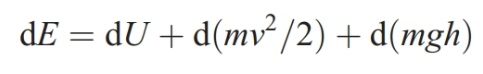 dE = dU + d(mv²/2) + d(mgh)